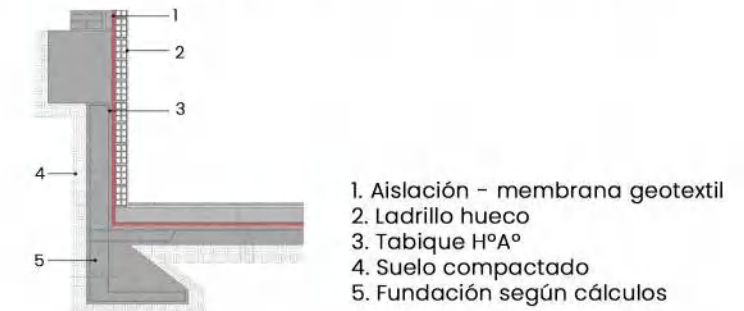 1
2
3
4
5
1. Aislación - membrana geotextil
2. Ladrillo hueco
3. Tabique H°A°
4. Suelo compactado
5. Fundación según cálculos